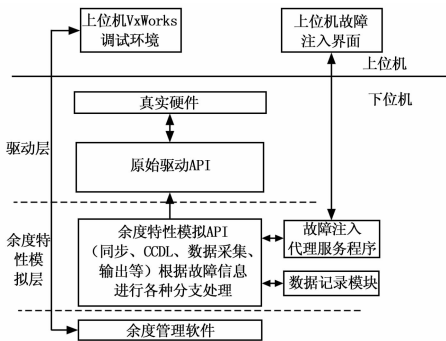 上位机VxWorks
调试环境
上位机故障
注入界面
上位机
下位机
真实硬件
驱动层
原始驱动API
余度特
性模
拟层
余度特性模拟API
（同步、CCDL、数据采集、
输出等）根据故障信息
进行各种分支处理
故障注入
代理服务程序
数据记录模块
余度管理软件